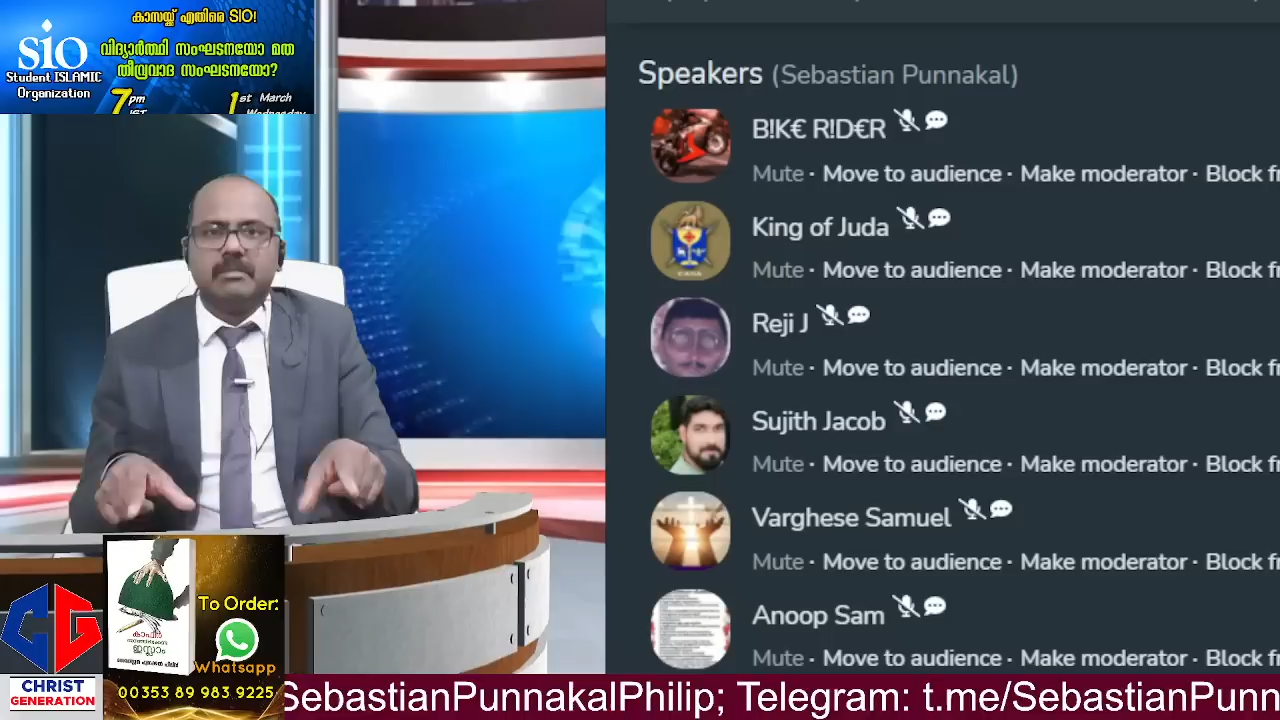 കാസയ്ക്ക് എതിരെ SIO!
sio
വിദ്യാർത്ഥി സംഘടനയോ മത
തീവ്രവാദ സംഘടനയോ?
Student ISLAMIC
Organization
7pm
IST
1st March
Wednesday
Speakers (Sebastian Punnakal)
B!K€ R!D€R
Mute · Move to audience · Make moderator · Block fr
King of Juda
CASA
Mute · Move to audience · Make moderator · Block fr
Reji J
Mute · Move to audience · Make moderator · Block fr
Sujith Jacob
Mute · Move to audience · Make moderator · Block fr
Varghese Samuel
Mute · Move to audience · Make moderator · Block fr
Anoop Sam
Mute · Move to audience · Make moderator · Block fr
To Order:
Whatsapp
00353 89 983 9225
CHRIST
GENERATION
SebastianPunnakalPhilip; Telegram: t.me/SebastianPunn